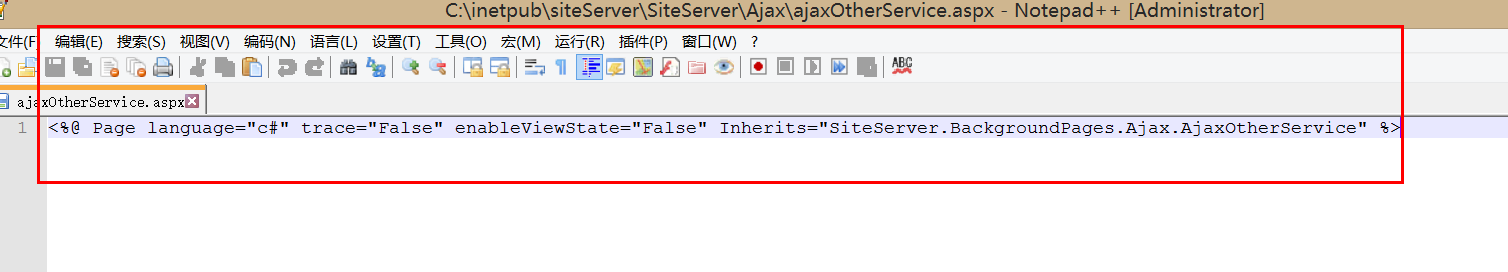 C:\inetpub\siteServer\SiteServer\Ajax\ajaxOtherService.aspx - Notepad++ [Administrator]
文件(F) 编辑(E) 搜索(S) 视图(V) 编码(N) 语言(L) 设置(T) 工具(O) 宏(M) 运行(R) 插件(P) 窗口(W) ?
ABC
ajaxOtherService.aspx
1 <%@ Page language="c#" trace="False" enableViewState="False" Inherits="SiteServer.BackgroundPages.Ajax.AjaxOtherService" %>